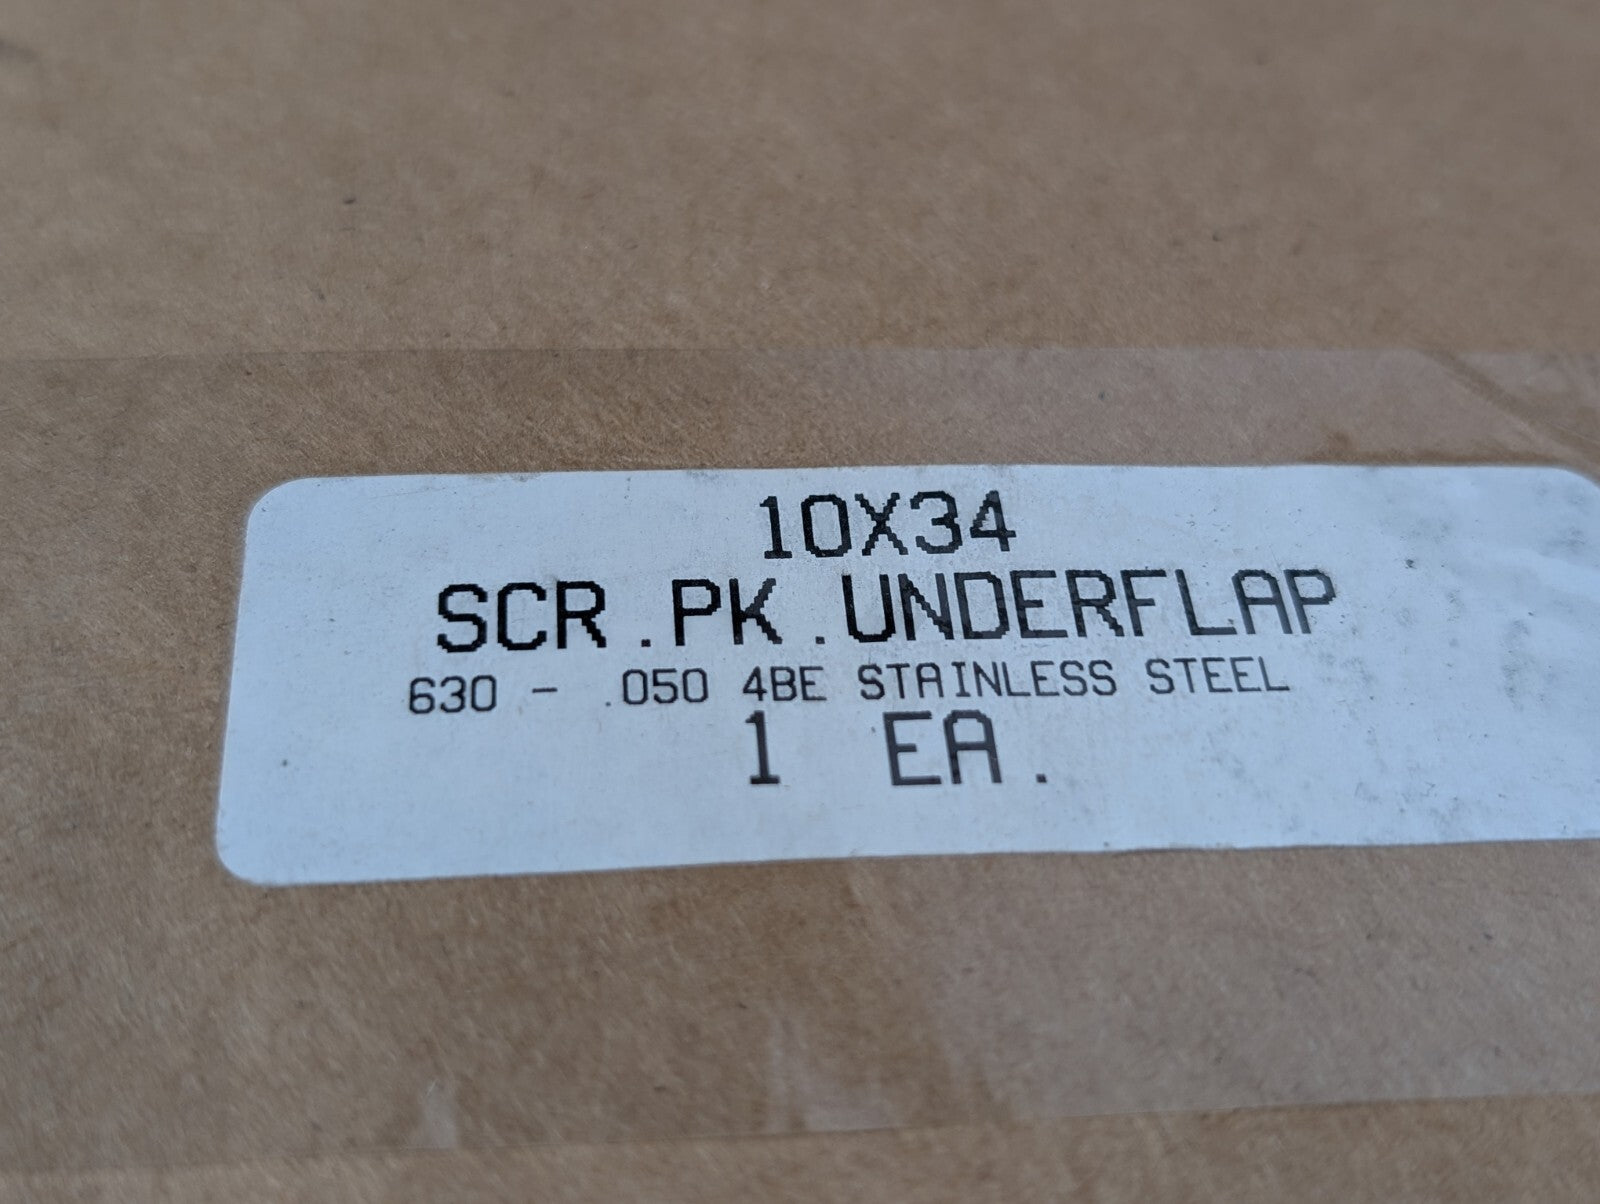 10X34
SCR.PK.UNDERFLAP
630 - .050 4BE STAINLESS STEEL
1 EA.